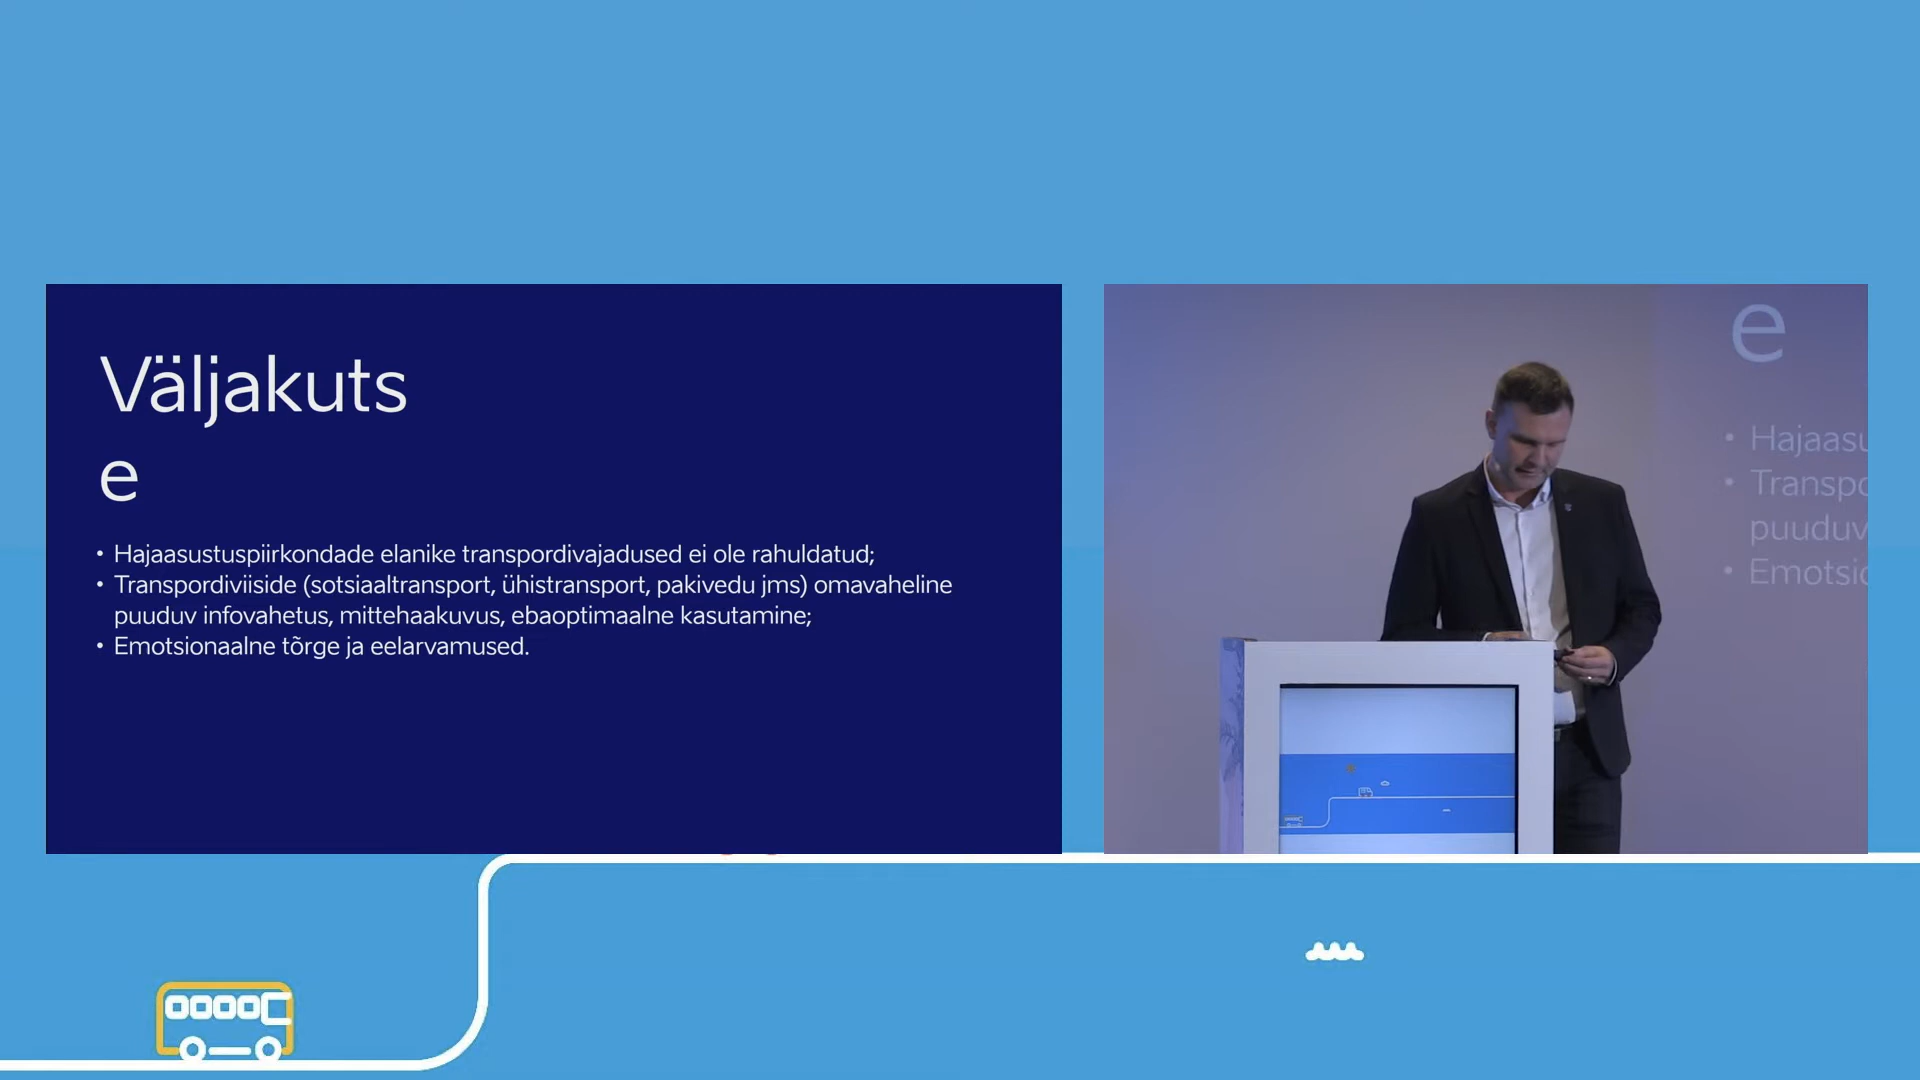 Väljakuts
e
• Hajaasustuspiirkondade elanike transpordivajadused ei ole rahuldatud;
• Transpordiviiside (sotsiaaltransport, ühistransport, pakivedu jms) omavaheline
puuduv infovahetus, mittehaakuvus, ebaoptimaalne kasutamine;
• Emotsionaalne tõrge ja eelarvamused.
e
• Hajaasu
• Transpo
puuduv
• Emotsio